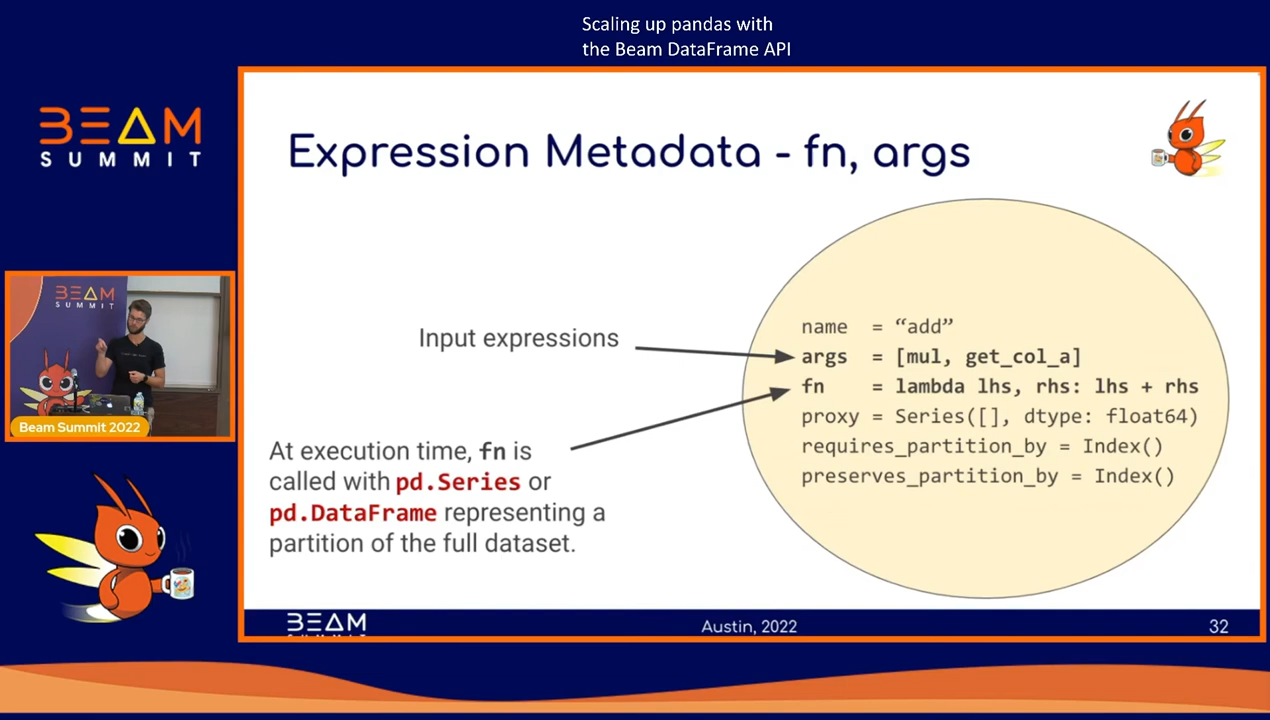 Scaling up pandas with
the Beam DataFrame API
BEAM
SUMMIT
Expression Metadata - fn, args
Input expressions
name = “add”
args = [mul, get_col_a]
fn = lambda lhs, rhs: lhs + rhs
proxy = Series([], dtype: float64)
requires_partition_by = Index()
preserves_partition_by = Index()
At execution time, fn is
called with pd.Series or
pd.DataFrame representing a
partition of the full dataset.
BEAM
SUMMIT
Beam Summit 2022
BEAM
Austin, 2022
32